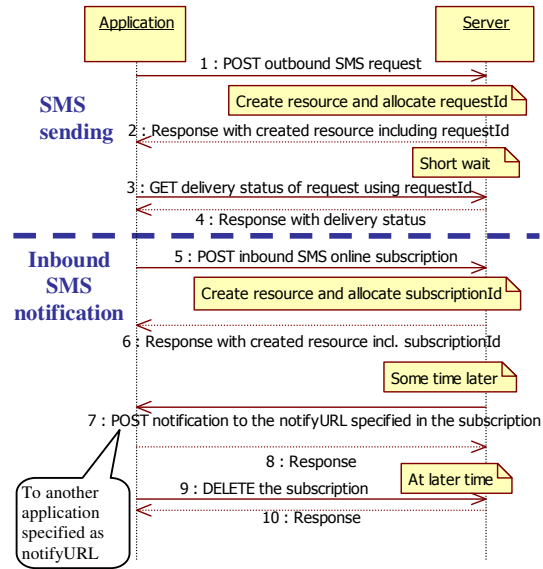 Application
Server
1 : POST outbound SMS request
SMS
sending
Create resource and allocate requestId
2 : Response with created resource including requestId
Short wait
3 : GET delivery status of request using requestId
4 : Response with delivery status
Inbound
SMS
notification
5 : POST inbound SMS online subscription
Create resource and allocate subscriptionId
6 : Response with created resource incl. subscriptionId
Some time later
7 : POST notification to the notifyURL specified in the subscription
8 : Response
To another
application
specified as
notifyURL
At later time
9 : DELETE the subscription
10 : Response